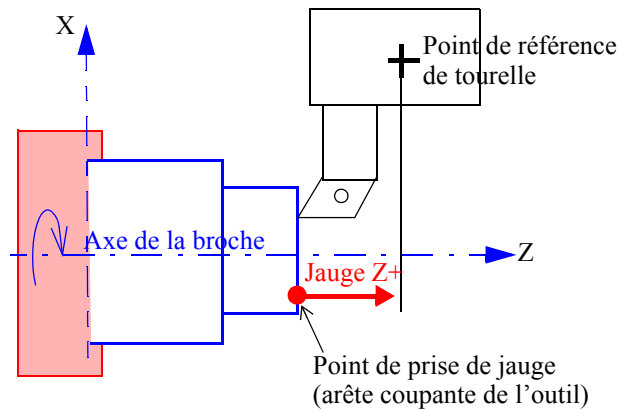 X
Point de référence
de tourelle
Axe de la broche
Z
Jauge Z+
Point de prise de jauge
(arête coupante de l’outil)